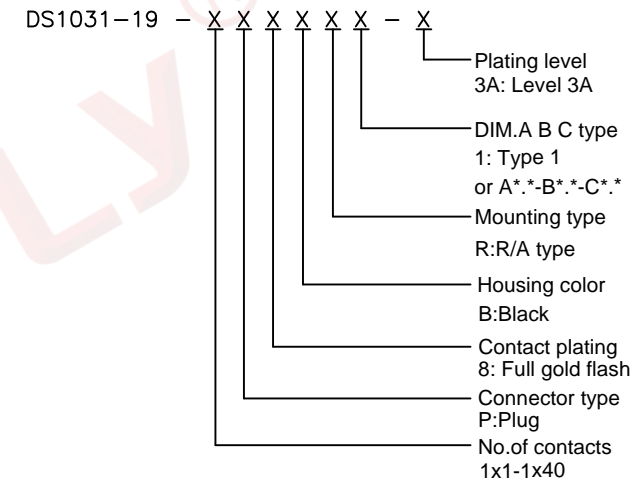 DS1031-19 - X X X X X X - X
Plating level
3A: Level 3A
DIM.A B C type
1: Type 1
or A*.*-B*.*-C*.*
Mounting type
R:R/A type
Housing color
B:Black
Contact plating
8: Full gold flash
Connector type
P:Plug
No.of contacts
1x1-1x40
Ly
®